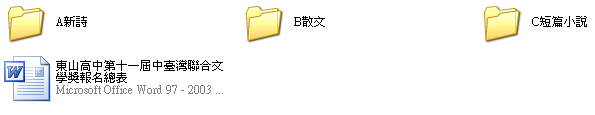 A新詩
B散文
C短篇小說
東山高中第十一屆中臺灣聯合文
學獎報名總表
Microsoft Office Word 97 - 2003 ...